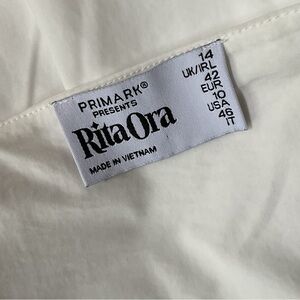 PRIMARK®
PRESENTS
Rita Ora
MADE IN VIETNAM
14
UK/IRL
42
EUR
10
USA
46
IT